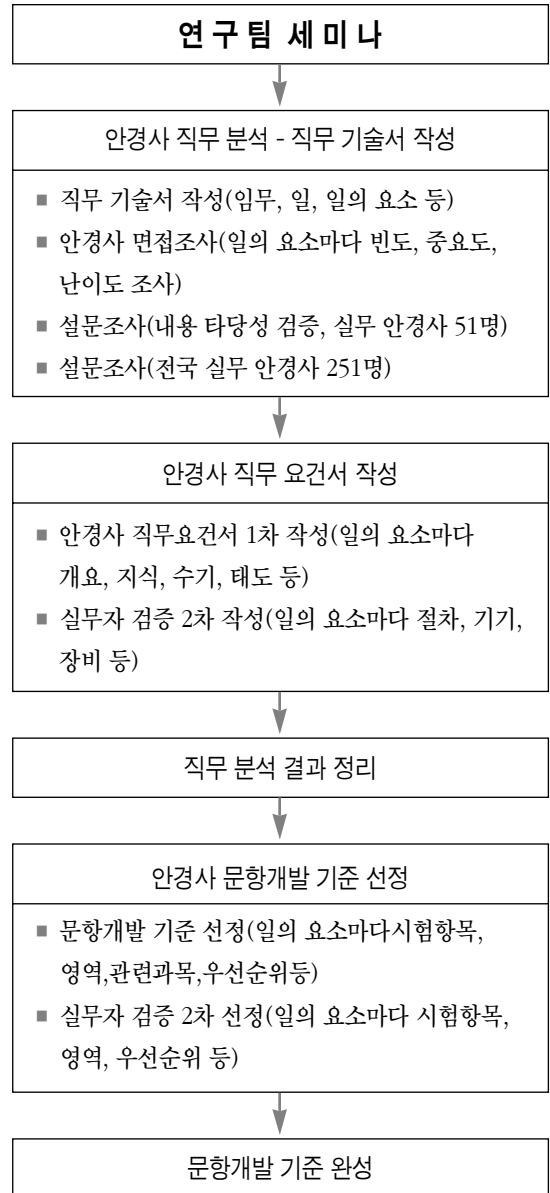 연구팀 세미나
안경사 직무 분석 - 직무 기술서 작성
■ 직무 기술서 작성(임무, 일, 일의 요소 등)
■ 안경사 면접조사(일의 요소마다 빈도, 중요도,
난이도 조사)
■ 설문조사(내용 타당성 검증, 실무 안경사 51명)
■ 설문조사(전국 실무 안경사 251명)
안경사 직무 요건서 작성
■ 안경사 직무요건서 1차 작성(일의 요소마다
개요, 지식, 수기, 태도 등)
■ 실무자 검증 2차 작성(일의 요소마다 절차, 기기,
장비 등)
직무 분석 결과 정리
안경사 문항개발 기준 선정
■ 문항개발 기준 선정(일의 요소마다시험항목,
영역,관련과목,우선순위등)
■ 실무자 검증 2차 선정(일의 요소마다 시험항목,
영역, 우선순위 등)
문항개발 기준 완성